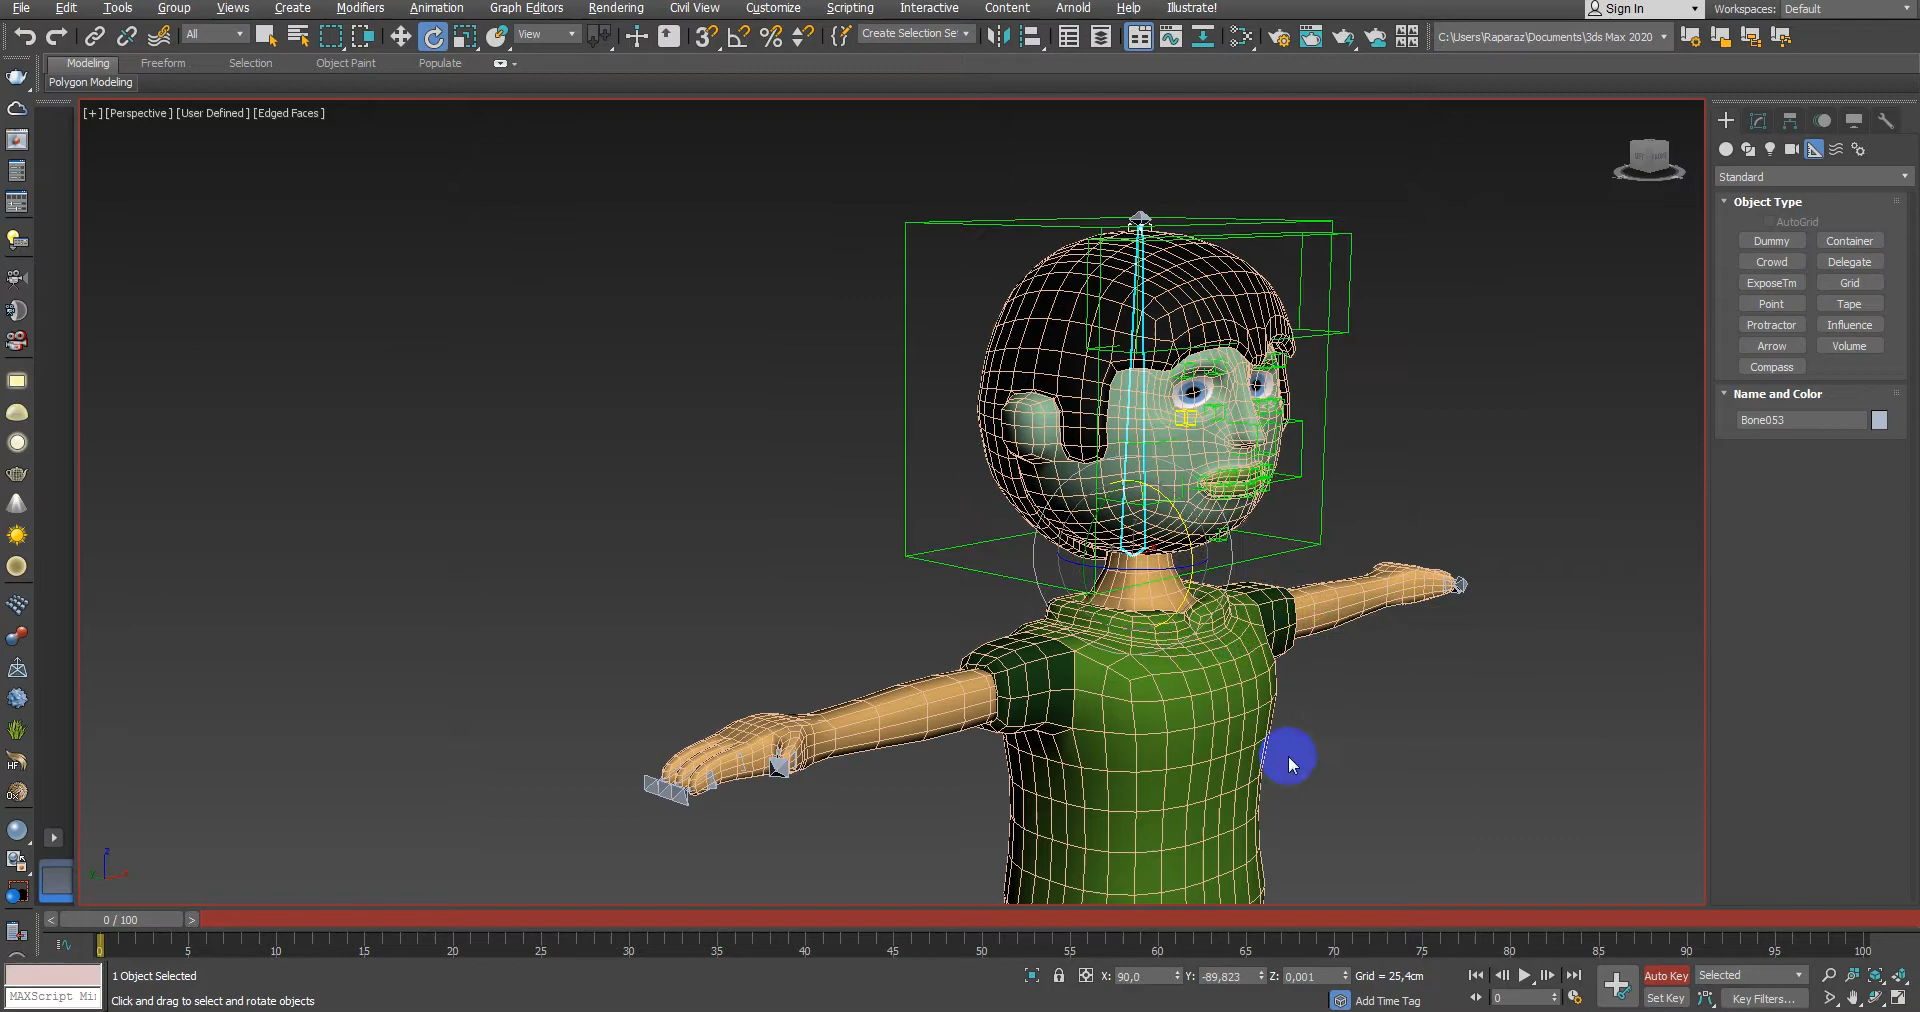 File Edit Tools Group Views Create Modifiers Animation Graph Editors Rendering Civil View Customize Scripting Interactive Content Arnold Help Illustrate! Sign In Workspaces: Default
All View Create Selection Se C:\Users\Raparaz\Documents\3ds Max 2020
Modeling Freeform Selection Object Paint Populate
Polygon Modeling
[+] [Perspective ] [User Defined ] [Edged Faces ]
Standard
Object Type
AutoGrid
Dummy Container
Crowd Delegate
ExposeTm Grid
Point Tape
Protractor Influence
Arrow Volume
Compass
Name and Color
Bone053
HF
z
x
< 0 / 100 >
0 5 10 15 20 25 30 35 40 45 50 55 60 65 70 75 80 85 90 95 100
1 Object Selected X: 90,0 Y: -89,823 Z: 0,001 Grid = 25,4cm Auto Key Selected
MAXScript Mi Click and drag to select and rotate objects Add Time Tag 0 Set Key Key Filters...